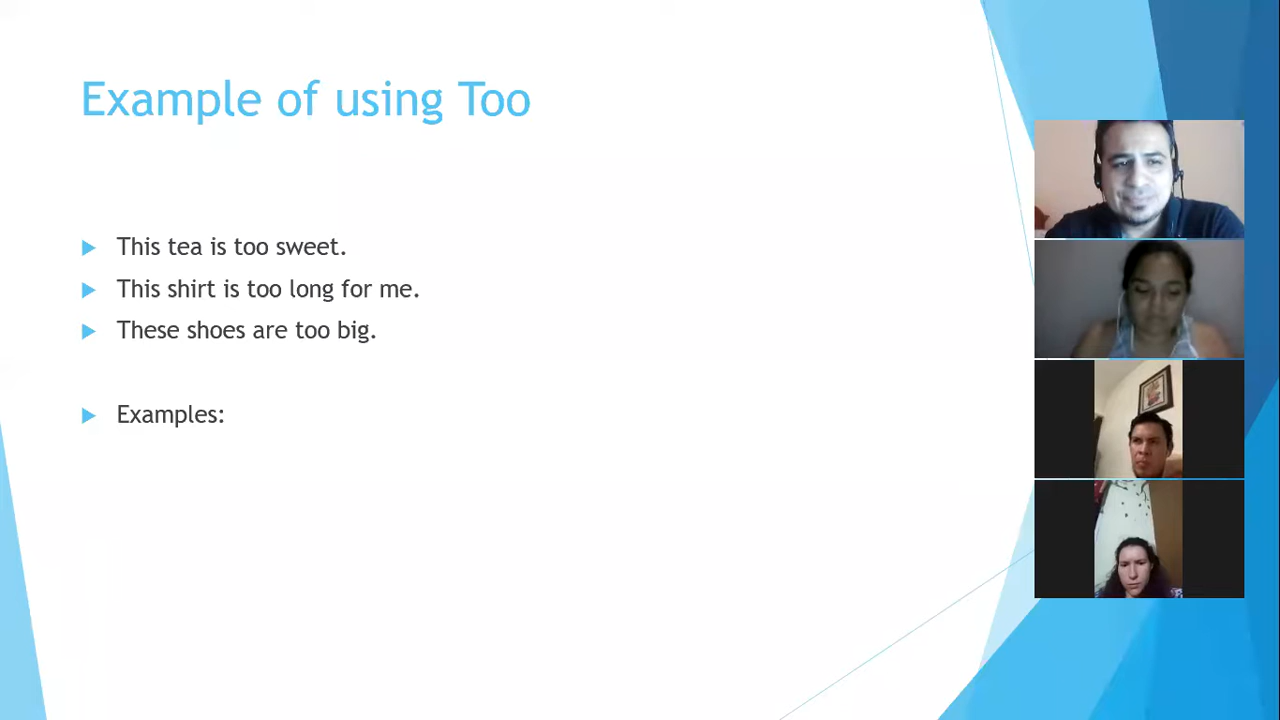 Example of using Too
This tea is too sweet.
This shirt is too long for me.
These shoes are too big.
Examples: